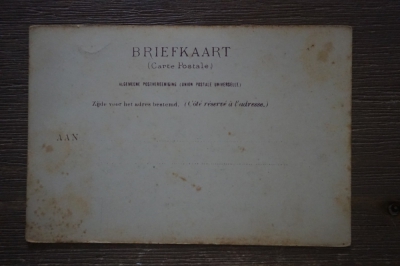 BRIEFKAART
(Carte Postale)
ALGEMEENE POSTVEREENIGING (UNION POSTALE UNIVERSELLE)
Zijde voor het adres bestemd. (Côté réservé à l'adresse.)
AAN